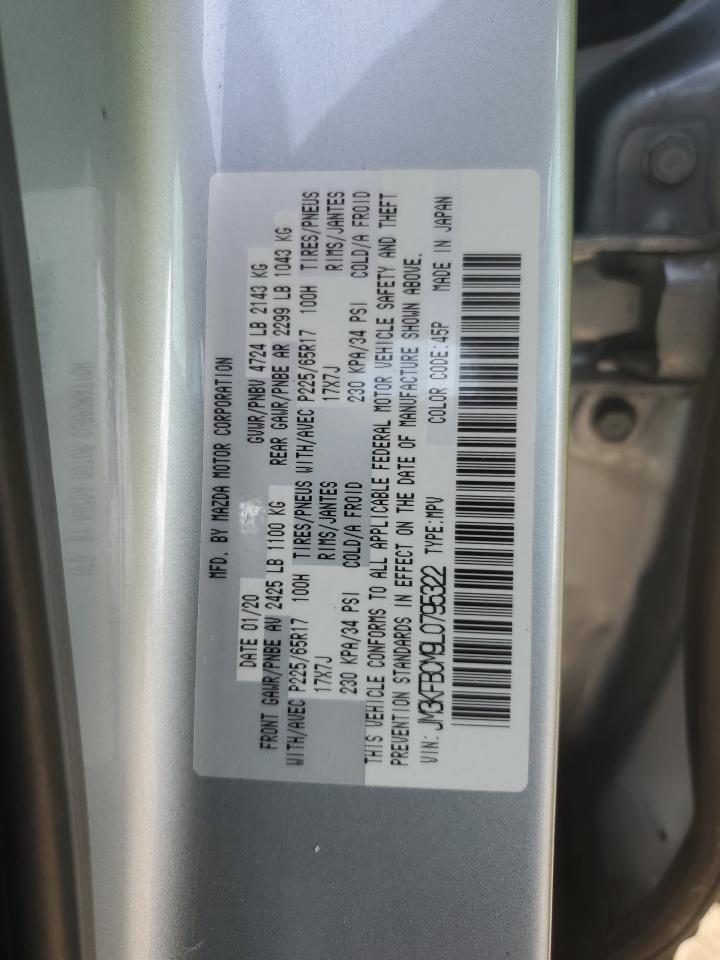 MFD. BY MAZDA MOTOR CORPORATION
DATE 01/20 GVWR/PNBV 4724 LB 2143 KG
FRONT GAWR/PNBE AV 2425 LB 1100 KG REAR GAWR/PNBE AR 2299 LB 1043 KG
WITH/AVEC P225/65R17 100H TIRES/PNEUS WITH/AVEC P225/65R17 100H TIRES/PNEUS
17X7J RIMS/JANTES 17X7J RIMS/JANTES
230 KPA/34 PSI COLD/A FROID 230 KPA/34 PSI COLD/A FROID
THIS VEHICLE CONFORMS TO ALL APPLICABLE FEDERAL MOTOR VEHICLE SAFETY AND THEFT
PREVENTION STANDARDS IN EFFECT ON THE DATE OF MANUFACTURE SHOWN ABOVE.
VIN: JM3KFBCM9L0795322 TYPE:MPV COLOR CODE:45P MADE IN JAPAN